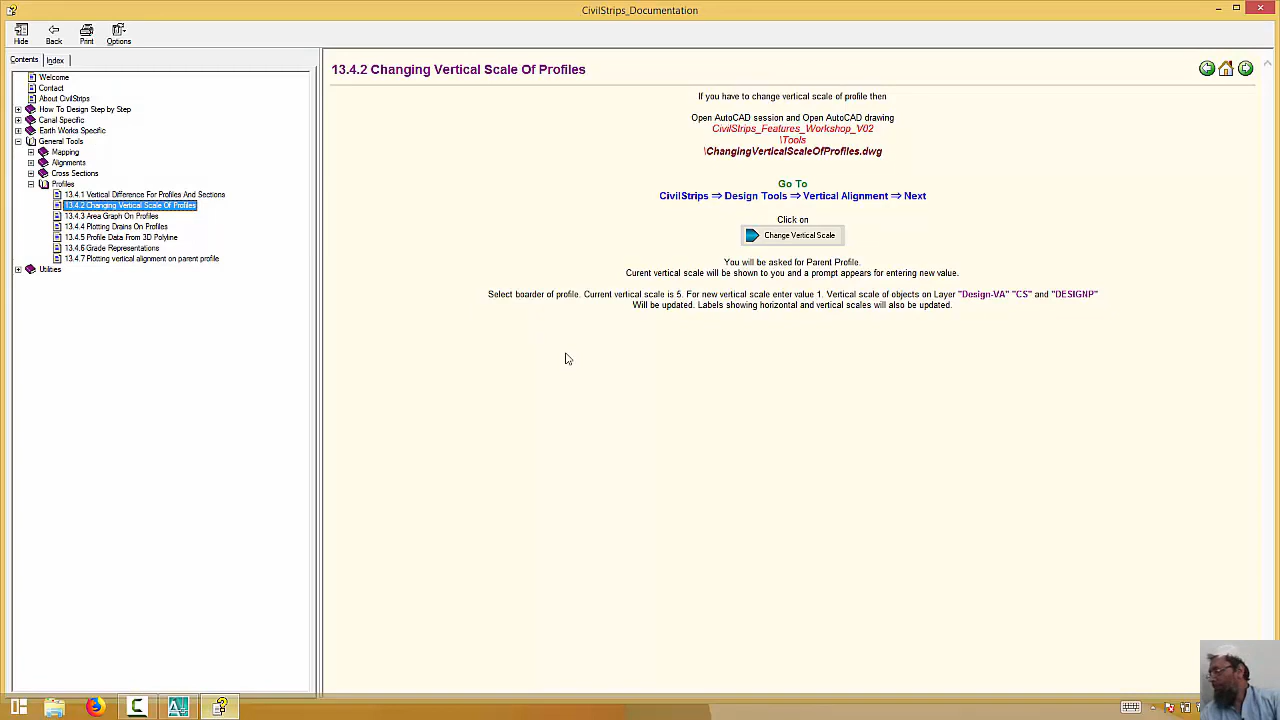 CivilStrips_Documentation
Hide
Back
Print
Options
Contents
Index
Welcome
Contact
About CivilStrips
How To Design Step by Step
Canal Specific
Earth Works Specific
General Tools
Mapping
Alignments
Cross Sections
Profiles
13.4.1 Vertical Difference For Profiles And Sections
13.4.2 Changing Vertical Scale Of Profiles
13.4.3 Area Graph On Profiles
13.4.4 Plotting Drains On Profiles
13.4.5 Profile Data From 3D Polyline
13.4.6 Grade Representations
13.4.7 Plotting vertical alignment on parent profile
Utilities
13.4.2 Changing Vertical Scale Of Profiles
If you have to change vertical scale of profile then
Open AutoCAD session and Open AutoCAD drawing
CivilStrips_Features_Workshop_V02
\Tools
\ChangingVerticalScaleOfProfiles.dwg
Go To
CivilStrips ⇒ Design Tools ⇒ Vertical Alignment ⇒ Next
Click on
Change Vertical Scale
You will be asked for Parent Profile.
Curent vertical scale will be shown to you and a prompt appears for entering new value.
Select boarder of profile. Current vertical scale is 5. For new vertical scale enter value 1. Vertical scale of objects on Layer "Design-VA" "CS" and "DESIGNP"
Will be updated. Labels showing horizontal and vertical scales will also be updated.